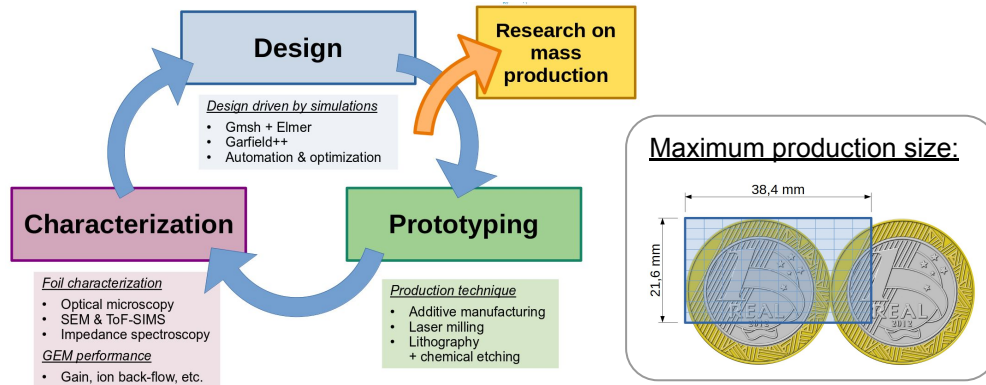 Design
Research on
mass
production
Design driven by simulations
• Gmsh + Elmer
• Garfield++
• Automation & optimization
Characterization
Prototyping
Foil characterization
• Optical microscopy
• SEM & ToF-SIMS
• Impedance spectroscopy
GEM performance
• Gain, ion back-flow, etc.
Production technique
• Additive manufacturing
• Laser milling
• Lithography
+ chemical etching
Maximum production size:
38,4 mm
21,6 mm
REAL
2012
REAL
2012